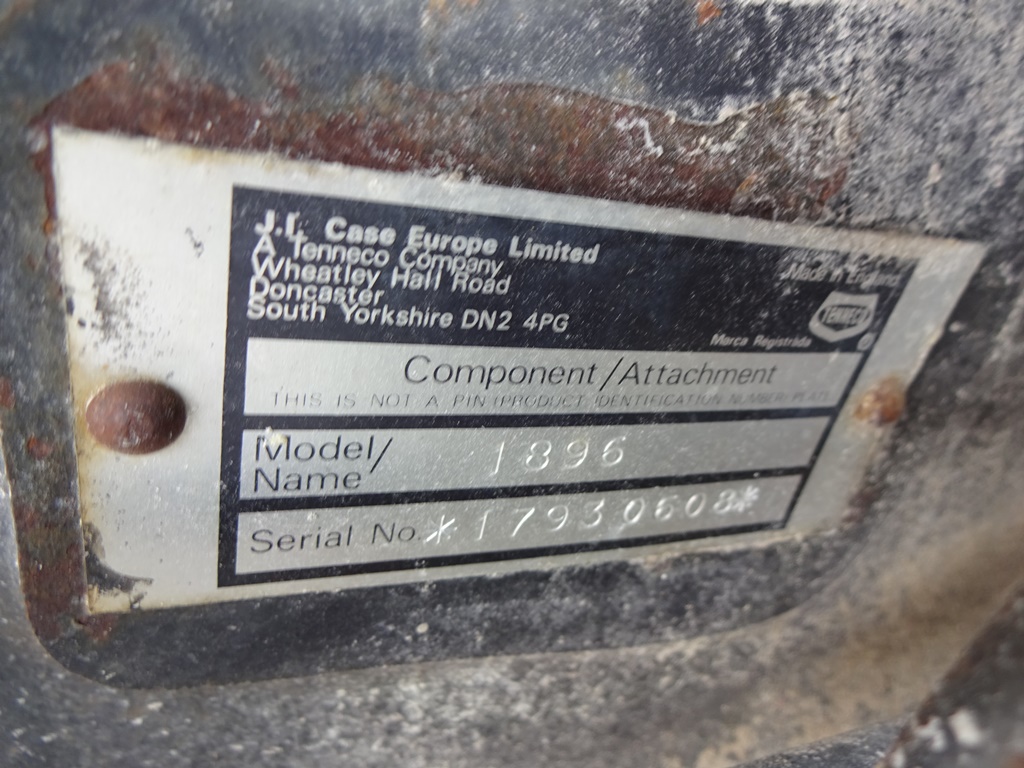 J.I. Case Europe Limited
A Tenneco Company
Wheatley Hall Road
Doncaster
South Yorkshire DN2 4PG
Made in England
TENNECO
Marca Registrada
®
Component/Attachment
THIS IS NOT A PIN (PRODUCT IDENTIFICATION NUMBER) PLATE
Model/ 1896
Name
Serial No. *17930608*